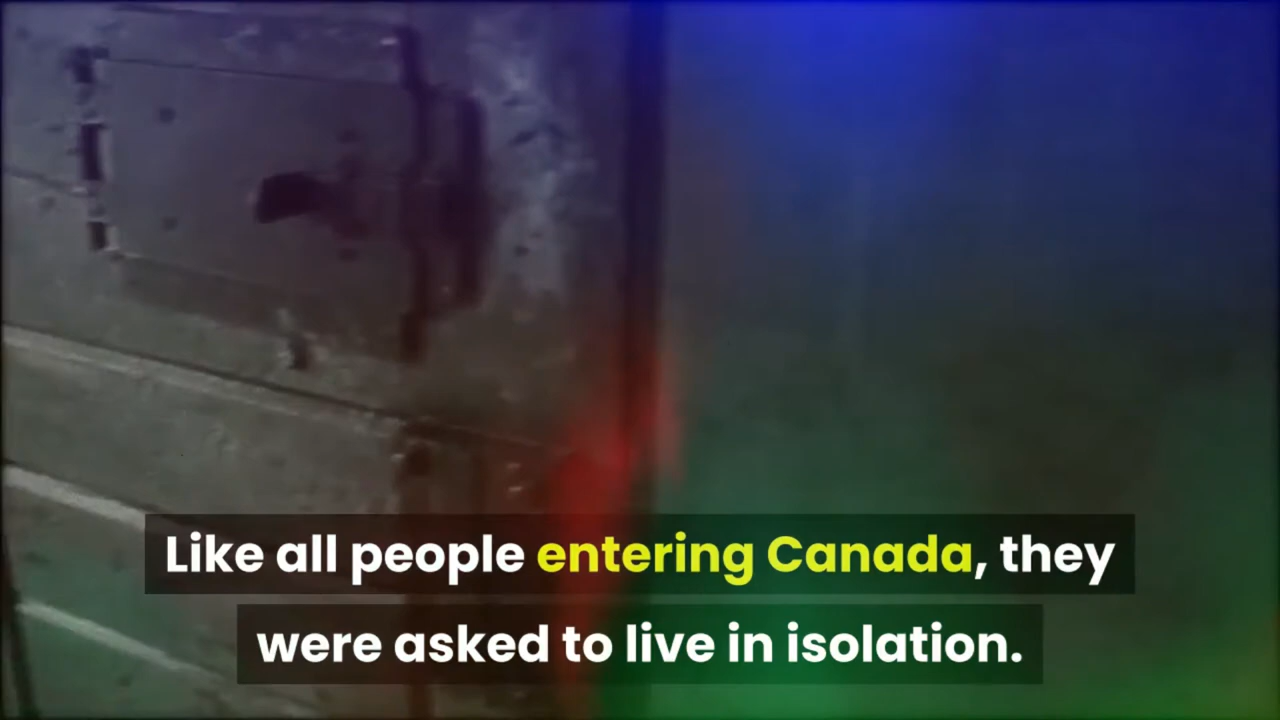 Like all people entering Canada, they
were asked to live in isolation.